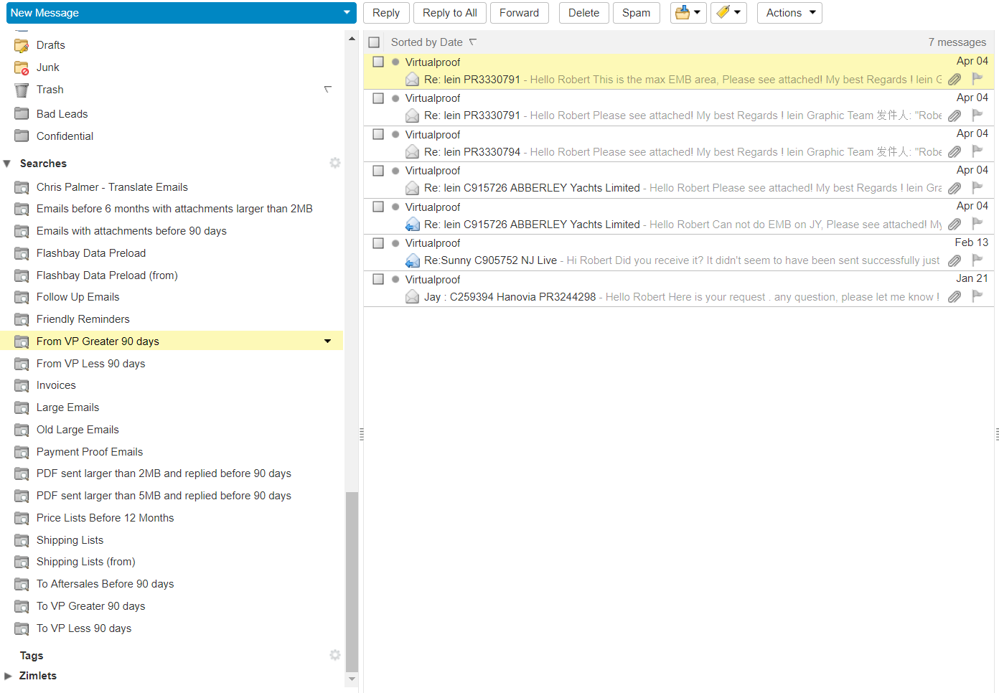 New Message
Reply
Reply to All
Forward
Delete
Spam
Actions
Drafts
Junk
Trash
Bad Leads
Confidential
Searches
Chris Palmer - Translate Emails
Emails before 6 months with attachments larger than 2MB
Emails with attachments before 90 days
Flashbay Data Preload
Flashbay Data Preload (from)
Follow Up Emails
Friendly Reminders
From VP Greater 90 days
From VP Less 90 days
Invoices
Large Emails
Old Large Emails
Payment Proof Emails
PDF sent larger than 2MB and replied before 90 days
PDF sent larger than 5MB and replied before 90 days
Price Lists Before 12 Months
Shipping Lists
Shipping Lists (from)
To Aftersales Before 90 days
To VP Greater 90 days
To VP Less 90 days
Tags
Zimlets
Sorted by Date
7 messages
Virtualproof
Apr 04
Re: lein PR3330791 - Hello Robert This is the max EMB area, Please see attached! My best Regards ! lein G
Virtualproof
Apr 04
Re: lein PR3330791 - Hello Robert Please see attached! My best Regards ! lein Graphic Team 发件人: "Robe
Virtualproof
Apr 04
Re: lein PR3330794 - Hello Robert Please see attached! My best Regards ! lein Graphic Team 发件人: "Robe
Virtualproof
Apr 04
Re: lein C915726 ABBERLEY Yachts Limited - Hello Robert Please see attached! My best Regards ! lein Gra
Virtualproof
Apr 04
Re: lein C915726 ABBERLEY Yachts Limited - Hello Robert Can not do EMB on JY, Please see attached! My
Virtualproof
Feb 13
Re:Sunny C905752 NJ Live - Hi Robert Did you receive it? It didn't seem to have been sent successfully just
Virtualproof
Jan 21
Jay : C259394 Hanovia PR3244298 - Hello Robert Here is your request . any question, please let me know !